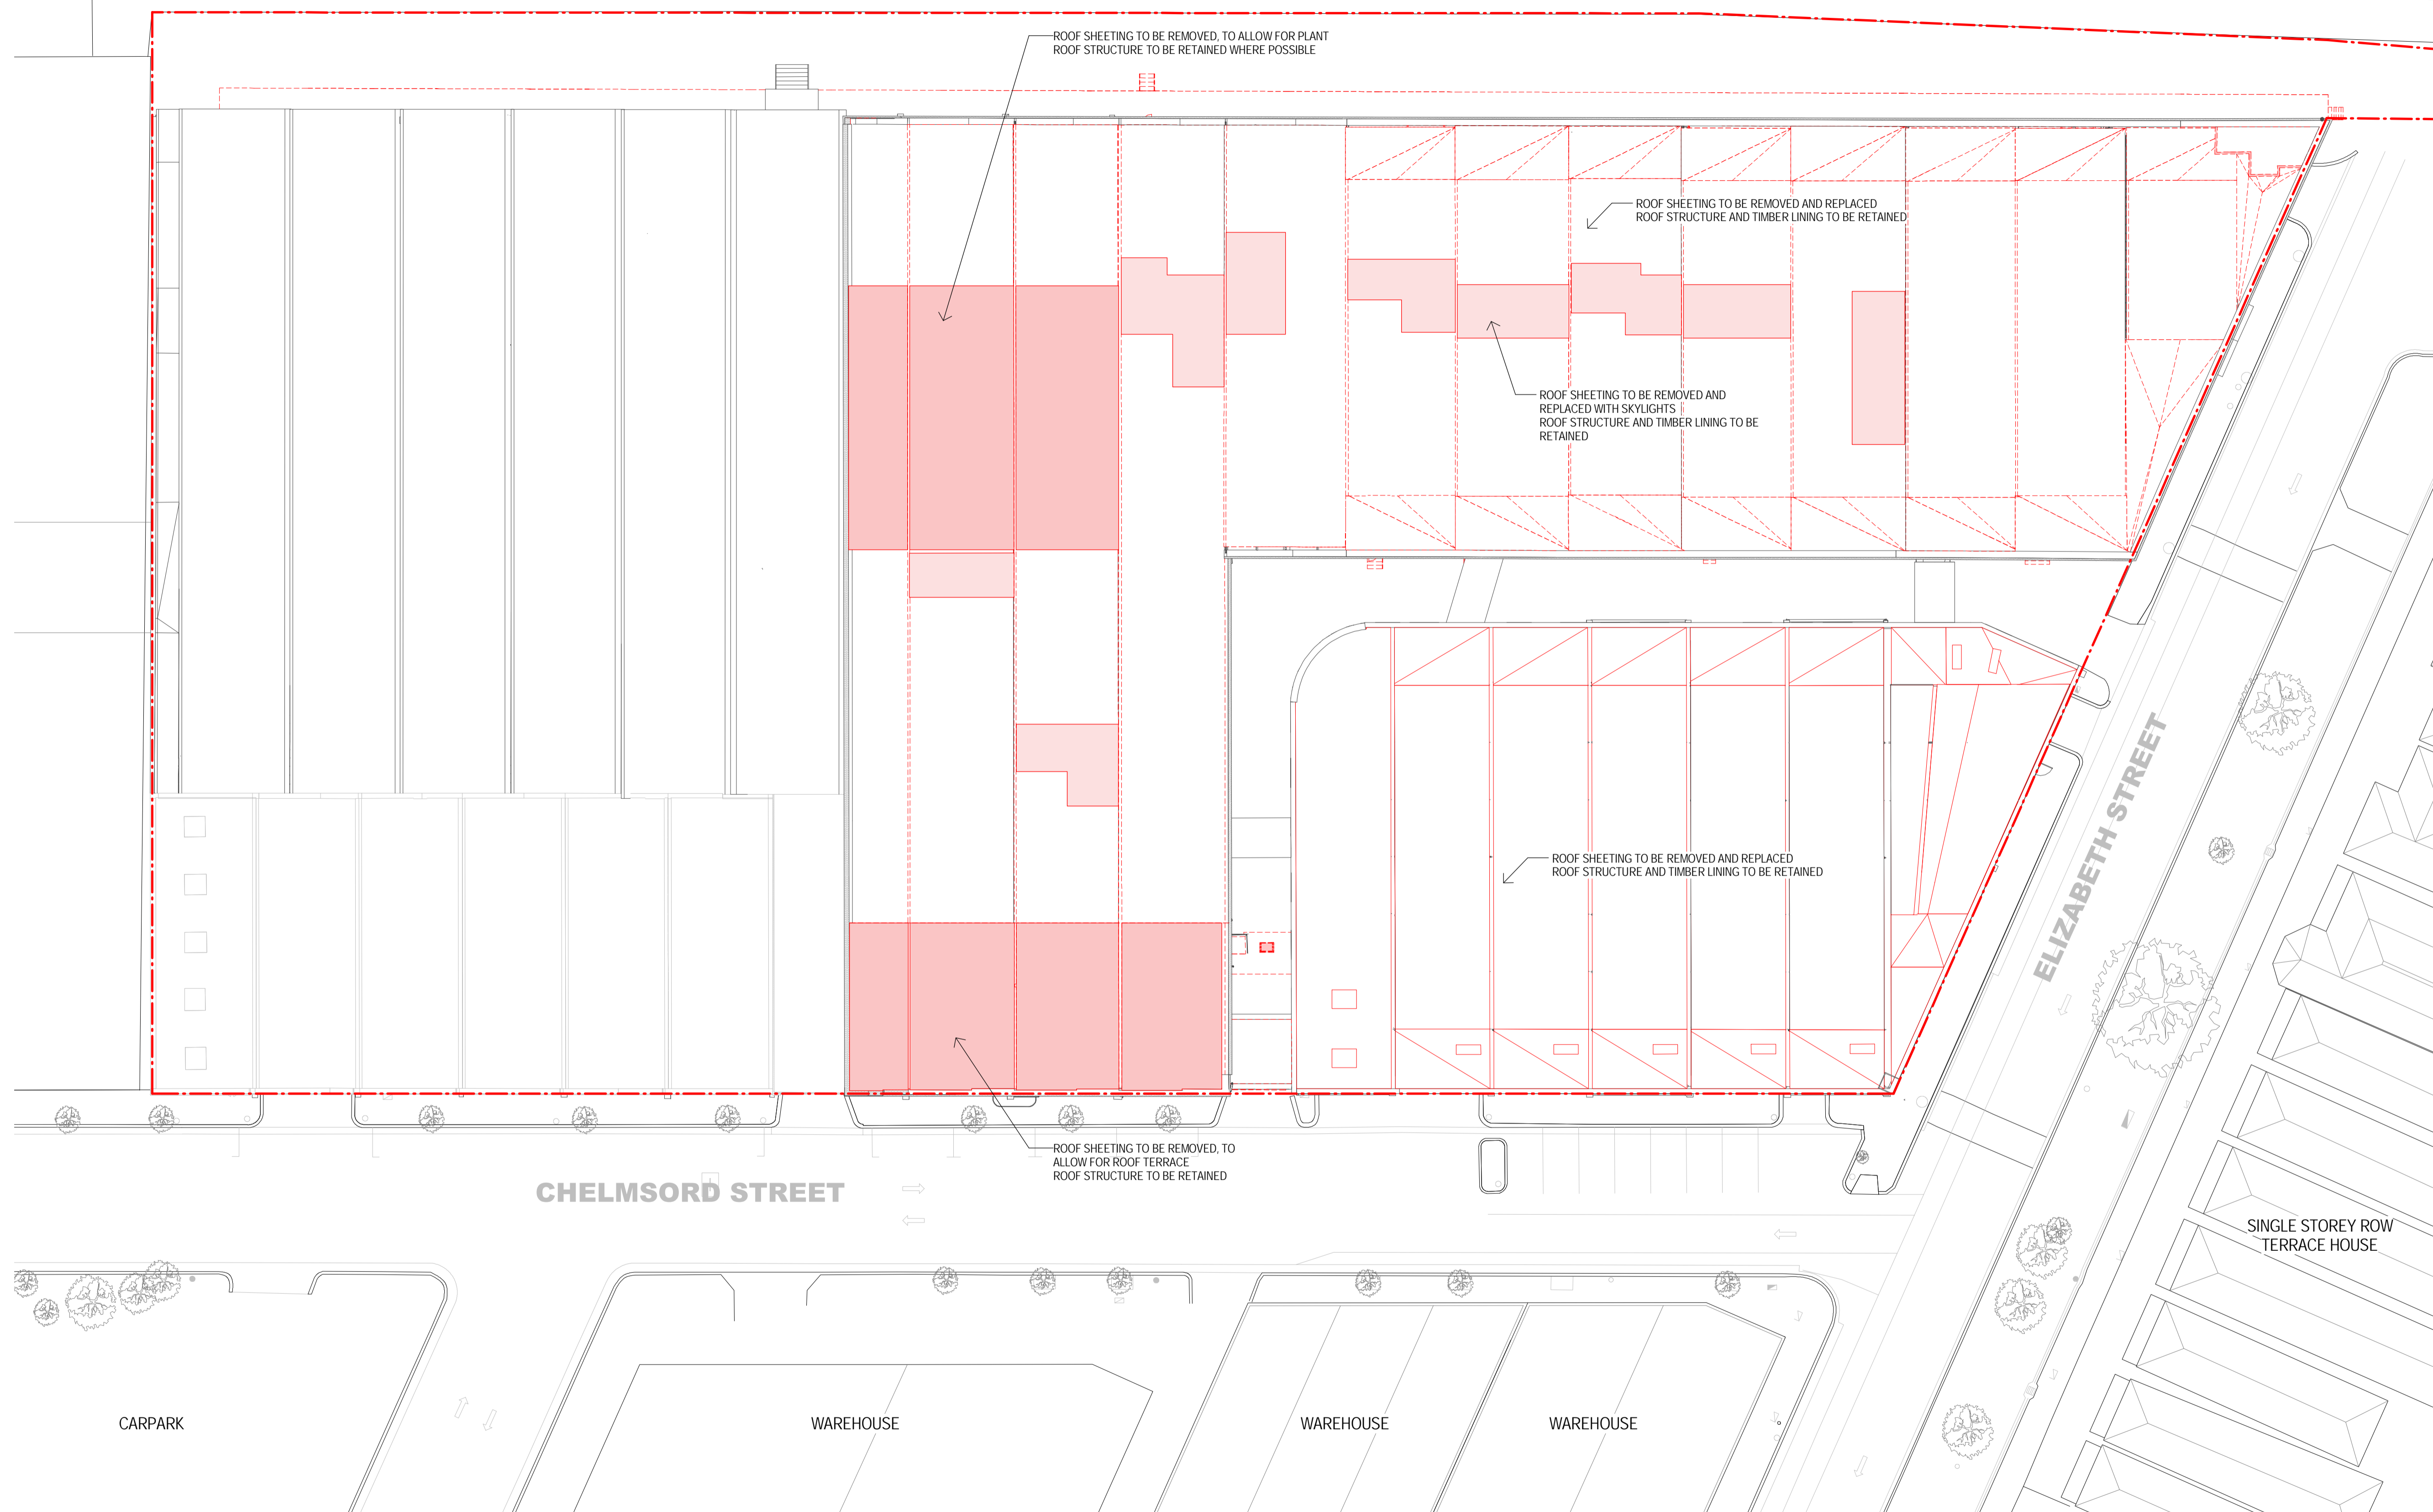 ROOF SHEETING TO BE REMOVED, TO ALLOW FOR PLANT
ROOF STRUCTURE TO BE RETAINED WHERE POSSIBLE
ROOF SHEETING TO BE REMOVED AND REPLACED
ROOF STRUCTURE AND TIMBER LINING TO BE RETAINED
ROOF SHEETING TO BE REMOVED AND
REPLACED WITH SKYLIGHTS
ROOF STRUCTURE AND TIMBER LINING TO BE
RETAINED
ROOF SHEETING TO BE REMOVED AND REPLACED
ROOF STRUCTURE AND TIMBER LINING TO BE RETAINED
ELIZABETH STREET
ROOF SHEETING TO BE REMOVED, TO
ALLOW FOR ROOF TERRACE
ROOF STRUCTURE TO BE RETAINED
CHELMSORD STREET
SINGLE STOREY ROW
TERRACE HOUSE
CARPARK
WAREHOUSE
WAREHOUSE
WAREHOUSE